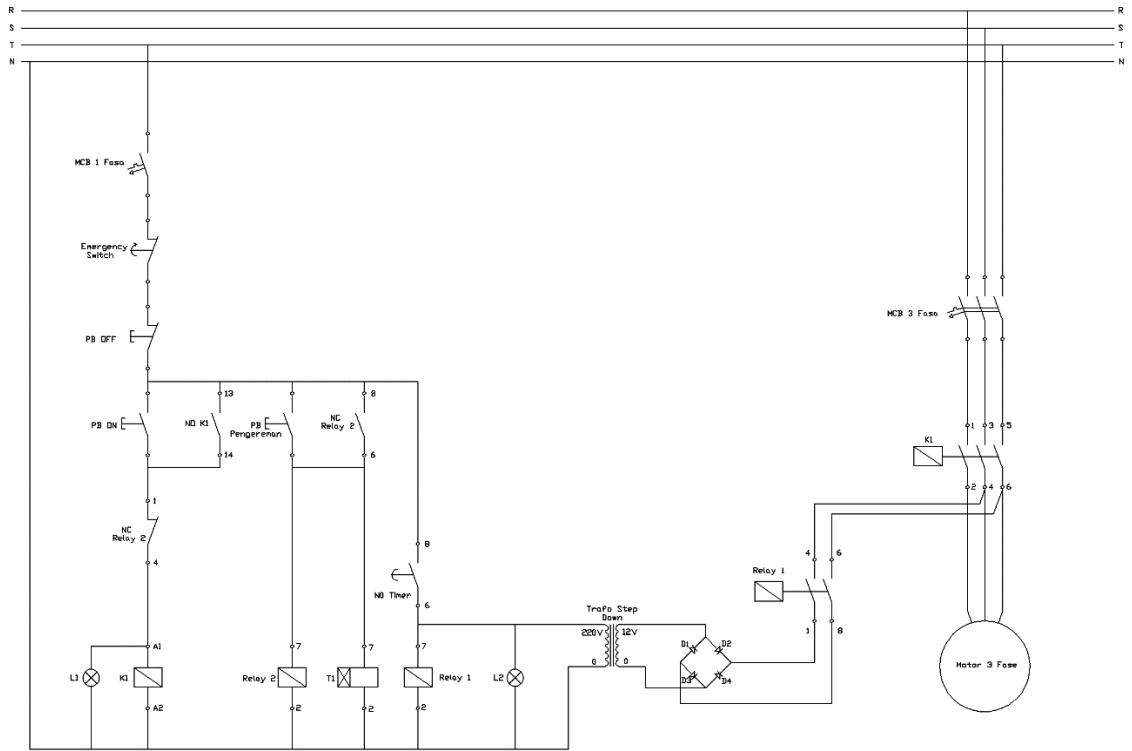 R R
S S
T T
N N
MCB 1 Fasa
Emergency
Switch
MCB 3 Fasa
PB OFF
13 8
PB ON NO K1 PB
Pengereman NC
Relay 2
14 6
1 3 5
K1
2 4 6
1
NC
Relay 2
4
8
NO Timer
6
4 6
Relay 1
1 8
Trafo Step
Down
220V 12V
0 0
D1 D2
D3 D4
A1 7 7 7
L1 K1 Relay 2 T1 Relay 1 L2
A2 2 2 2
Motor 3 Fase